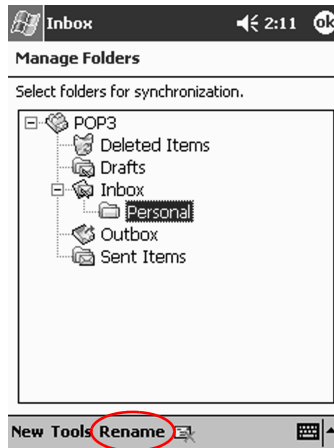 Inbox 2:11 ok
Manage Folders
Select folders for synchronization.
POP3
Deleted Items
Drafts
Inbox
Personal
Outbox
Sent Items
New Tools Rename